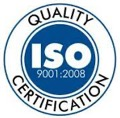 QUALITY
ISO
9001:2008
CERTIFICATION